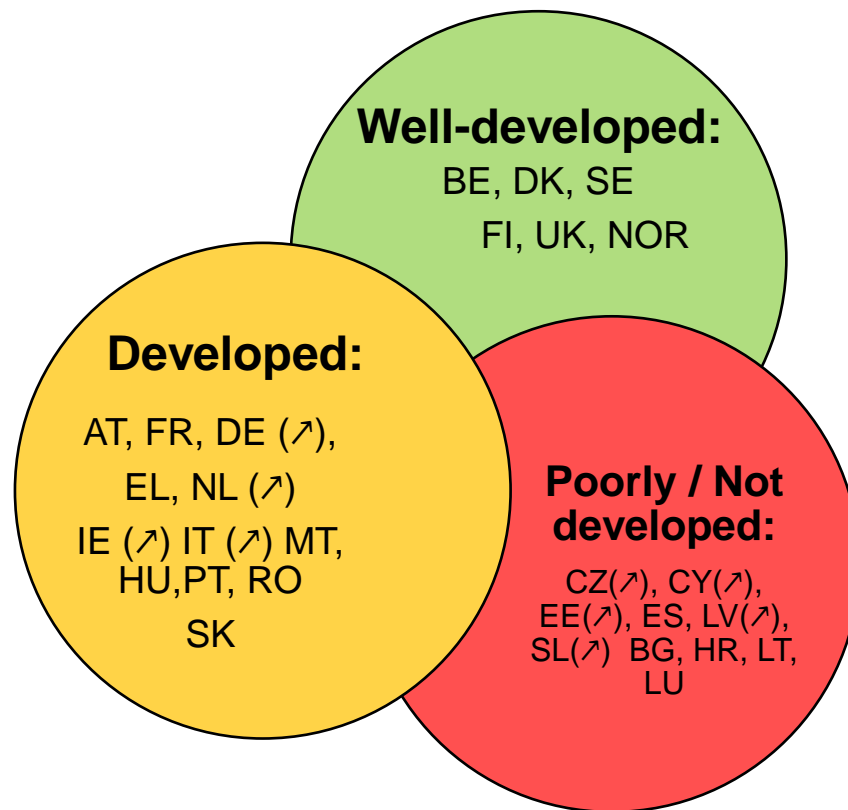 Well-developed:
BE, DK, SE
FI, UK, NOR
Developed:
AT, FR, DE (↗),
EL, NL (↗)
IE (↗) IT (↗) MT,
HU,PT, RO
SK
Poorly / Not
developed:
CZ(↗), CY(↗),
EE(↗), ES, LV(↗),
SL(↗) BG, HR, LT,
LU